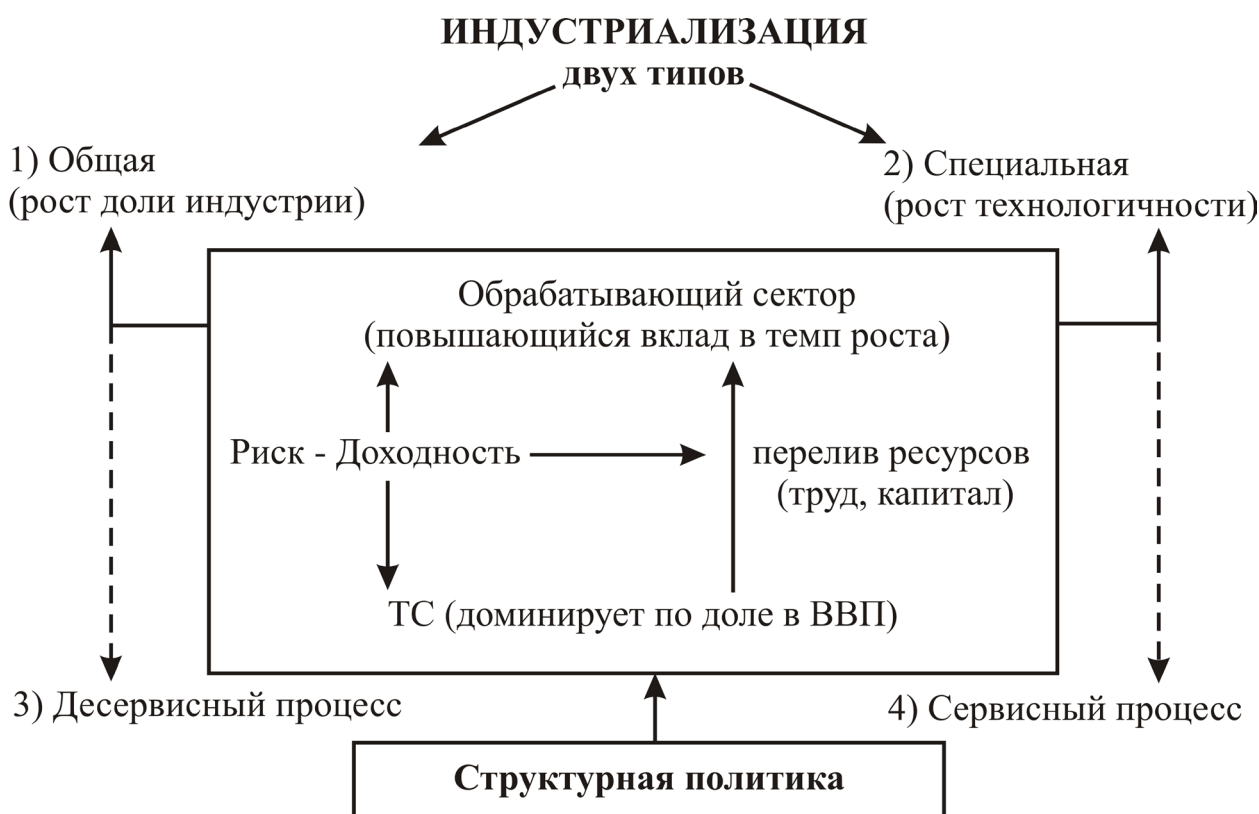 ИНДУСТРИАЛИЗАЦИЯ
двух типов
1) Общая
(рост доли индустрии)
2) Специальная
(рост технологичности)
Обрабатывающий сектор
(повышающийся вклад в темп роста)
Риск - Доходность
перелив ресурсов
(труд, капитал)
ТС (доминирует по доле в ВВП)
3) Десервисный процесс
4) Сервисный процесс
Структурная политика